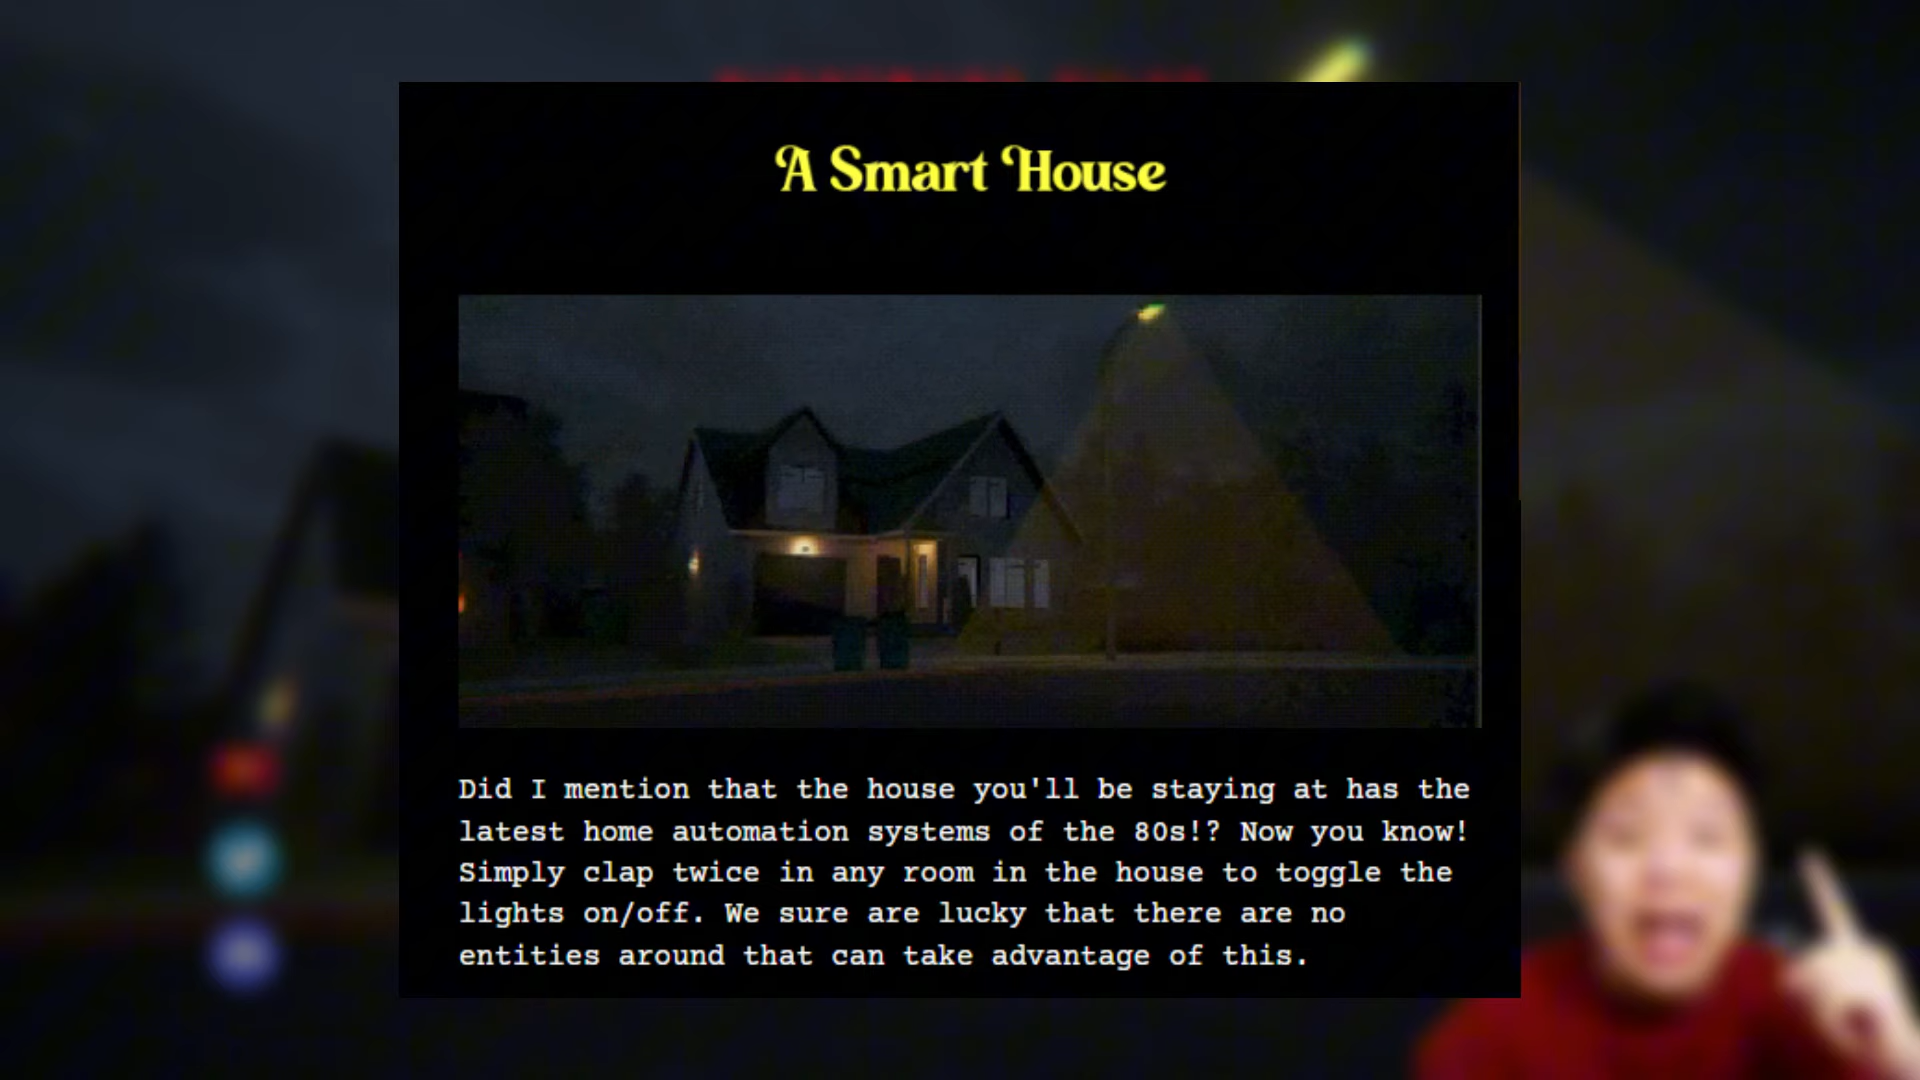 A Smart House
Did I mention that the house you'll be staying at has the
latest home automation systems of the 80s!? Now you know!
Simply clap twice in any room in the house to toggle the
lights on/off. We sure are lucky that there are no
entities around that can take advantage of this.